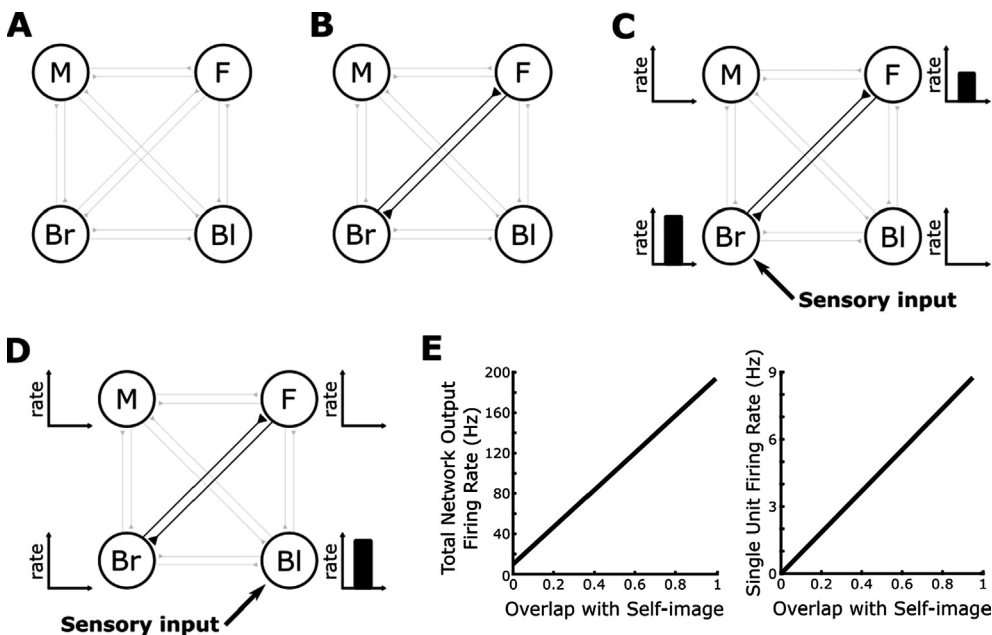 A
M
F
Br
Bl
B
M
F
Br
Bl
C
rate
M
F
rate
rate
Br
Bl
rate
Sensory input
D
rate
M
F
rate
rate
Br
Bl
rate
Sensory input
E
Total Network Output
Firing Rate (Hz)
200
160
120
80
40
0
0
0.2
0.4
0.6
0.8
1
Overlap with Self-image
Single Unit Firing Rate (Hz)
9
6
3
0
0
0.2
0.4
0.6
0.8
1
Overlap with Self-image